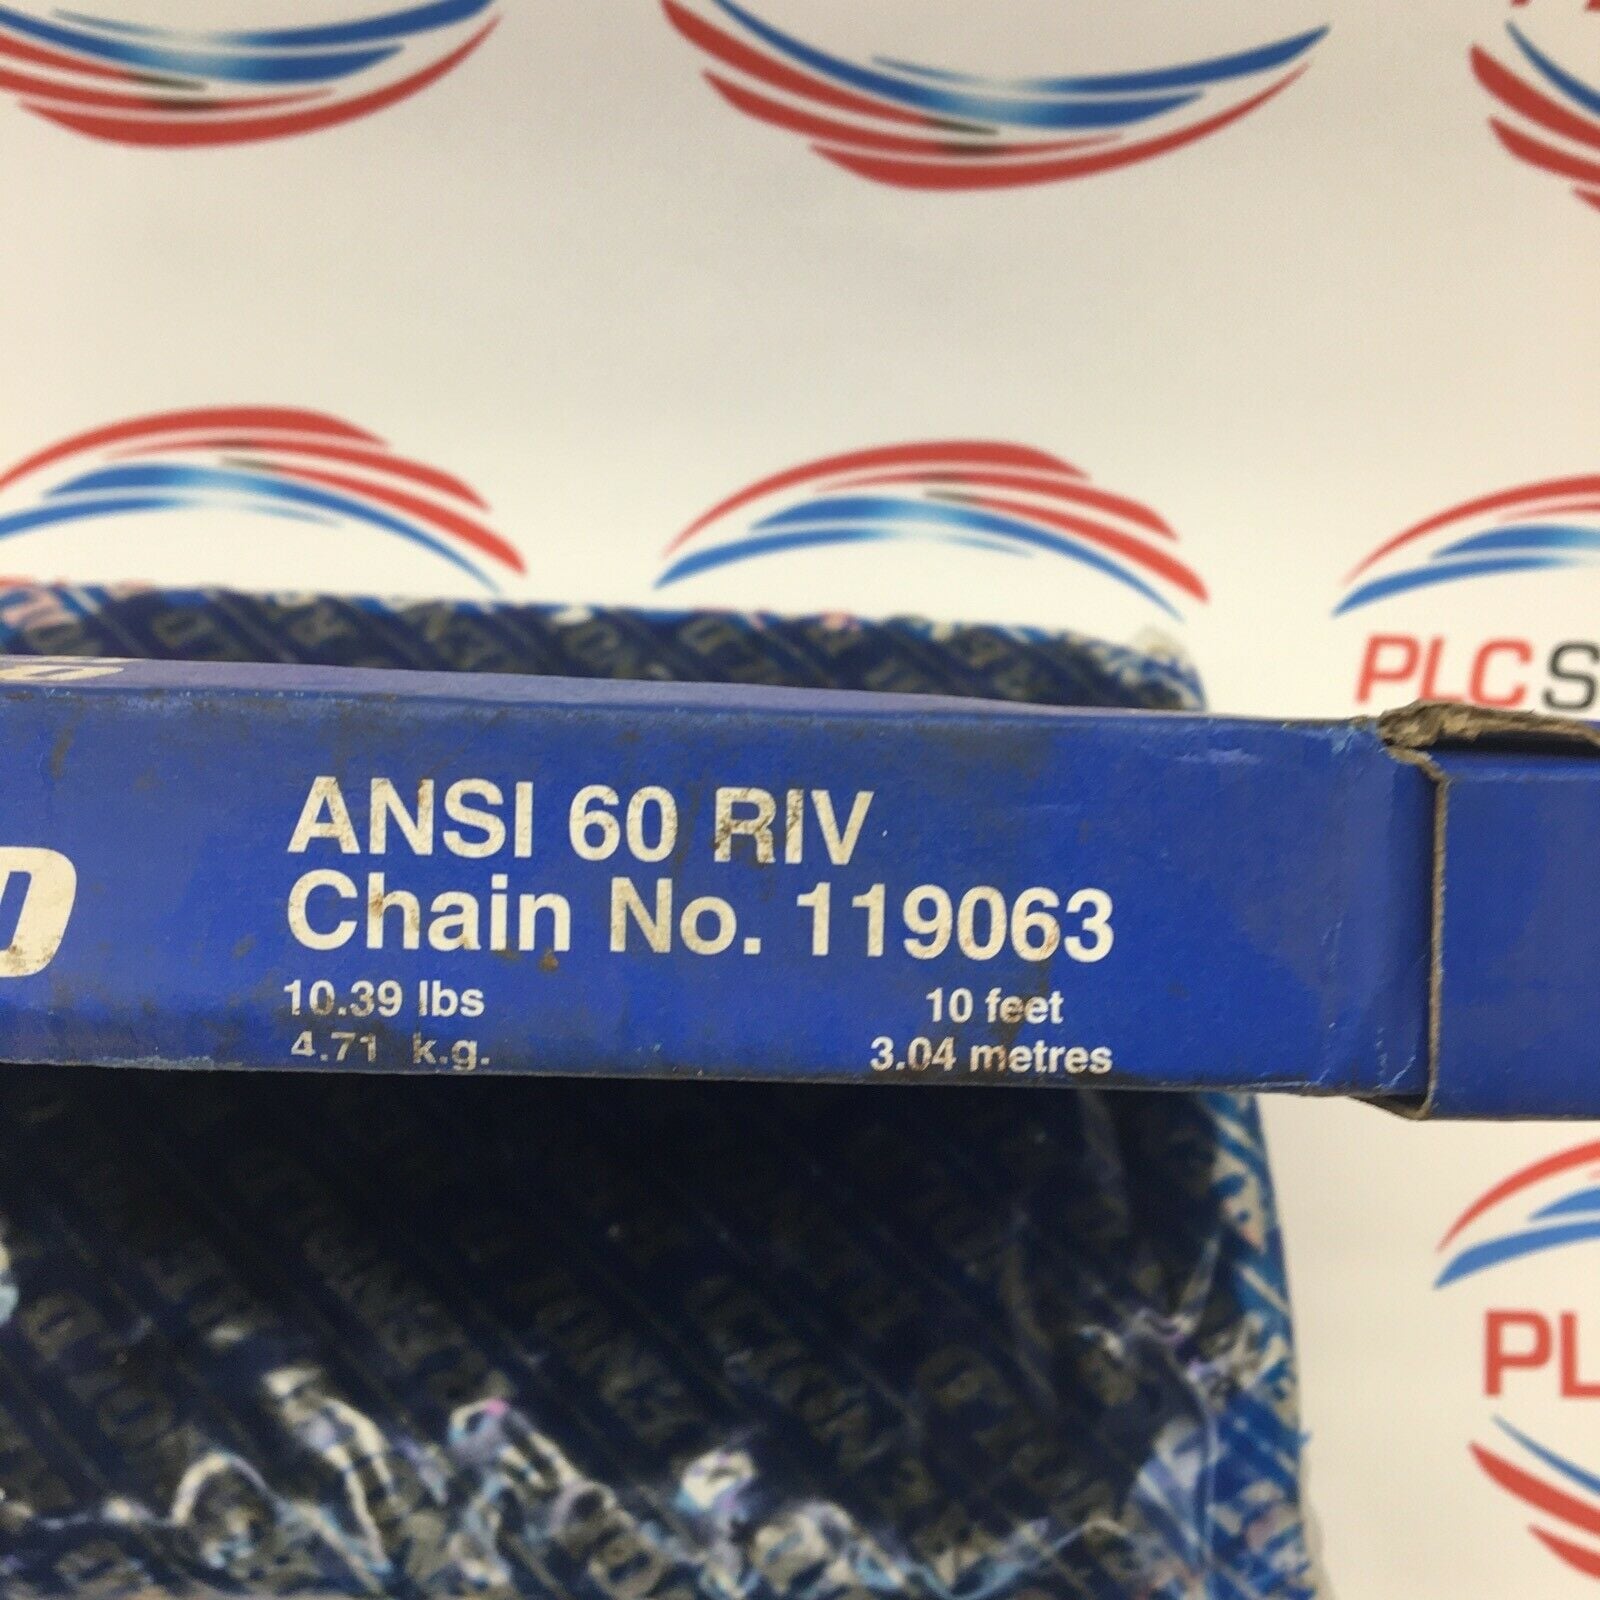 PLC S
D
ANSI 60 RIV
Chain No. 119063
10.39 lbs 10 feet
4.71 k.g. 3.04 metres
PL